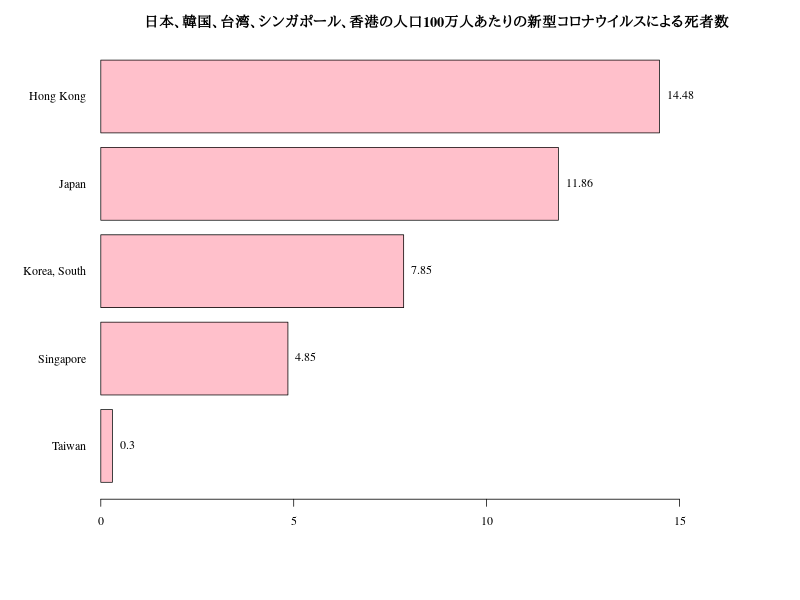 日本、韓国、台湾、シンガポール、香港の人口100万人あたりの新型コロナウイルスによる死者数
Hong Kong 14.48
Japan 11.86
Korea, South 7.85
Singapore 4.85
Taiwan 0.3
0 5 10 15